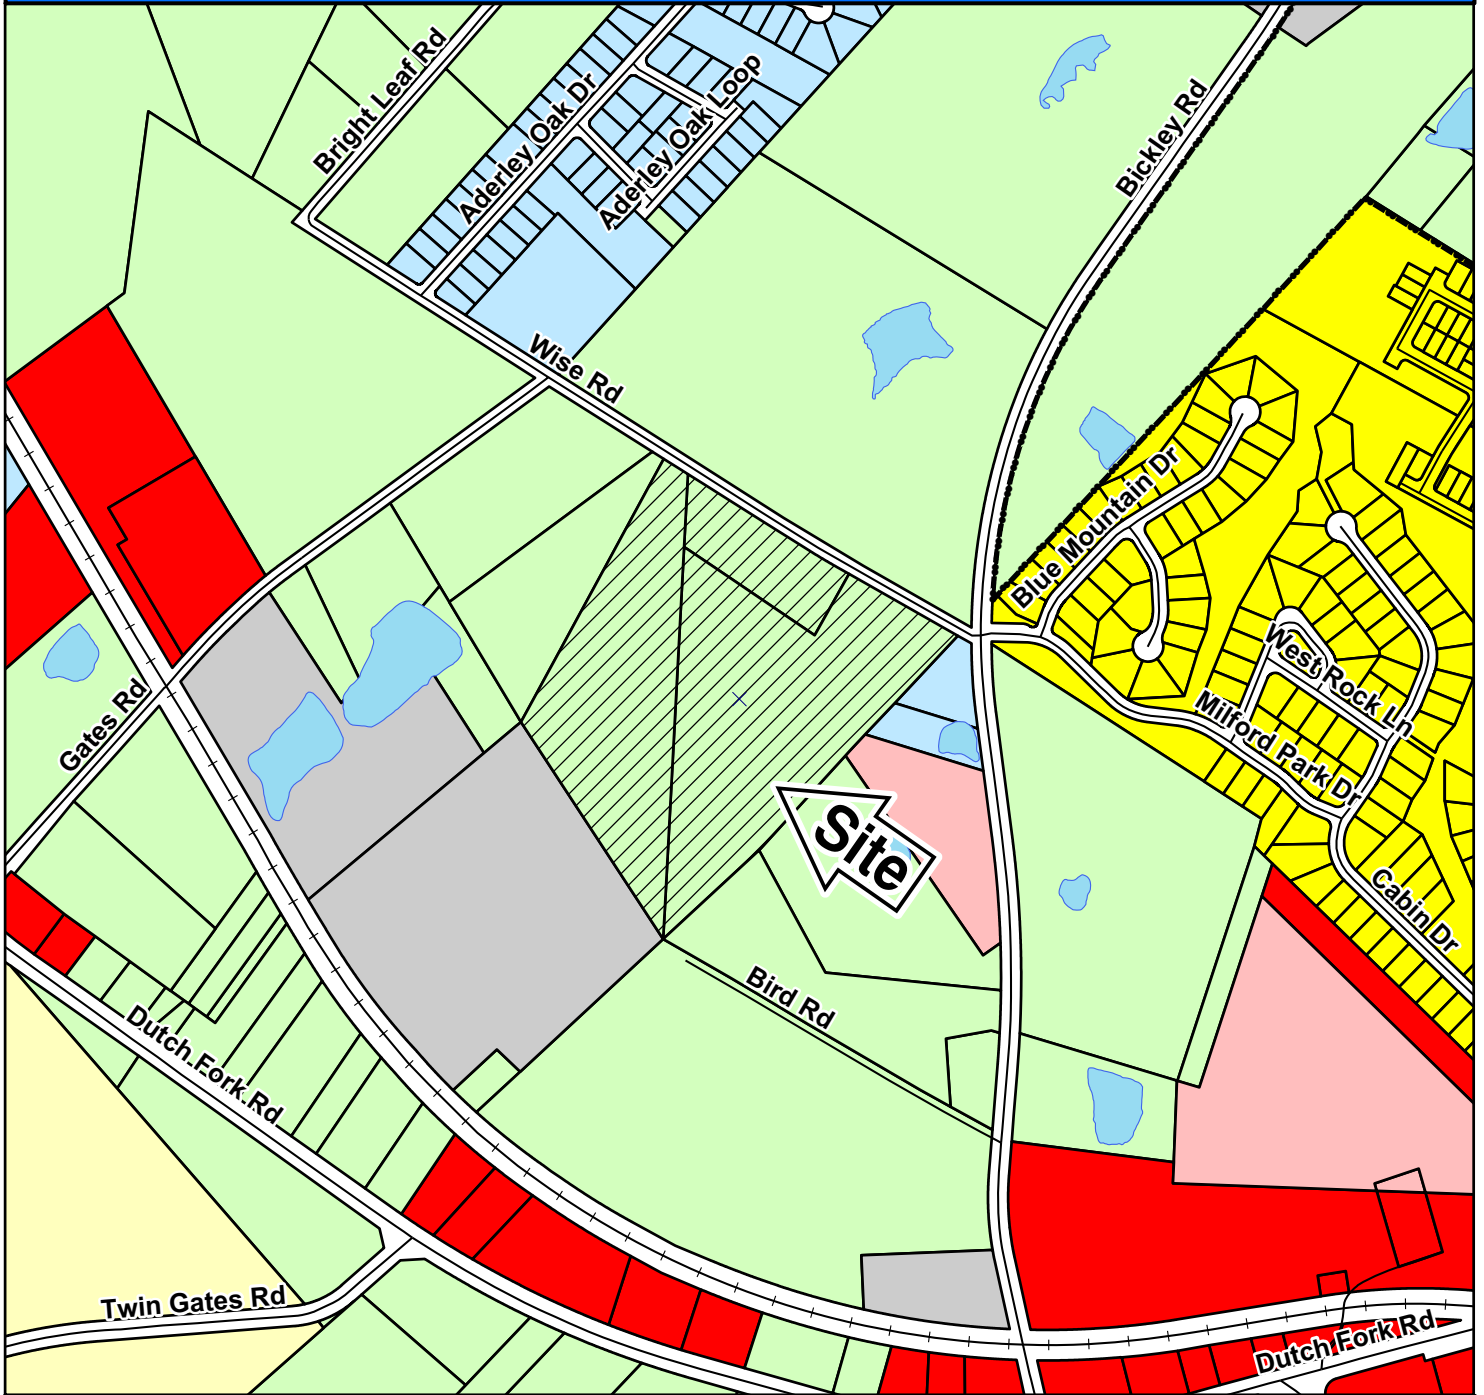 Bright Leaf Rd
Aderley Oak Dr
Aderley Oak Loop
Bickley Rd
Wise Rd
Blue Mountain Dr
West Rock Ln
Milford Park Dr
Gates Rd
Site
Cabin Dr
Bird Rd
Dutch Fork Rd
Twin Gates Rd
Dutch Fork Rd